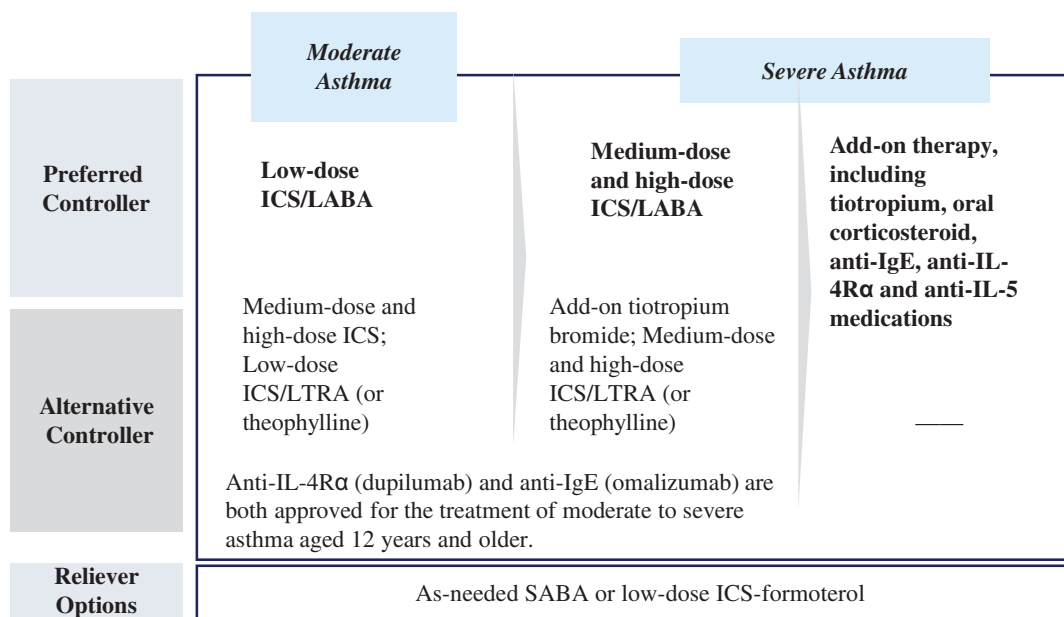 Moderate
Asthma
Severe Asthma
Preferred
Controller
Low-dose
ICS/LABA
Medium-dose
and high-dose
ICS/LABA
Add-on therapy,
including
tiotropium, oral
corticosteroid,
anti-IgE, anti-IL-
4Rα and anti-IL-5
medications
Alternative
Controller
Medium-dose and
high-dose ICS;
Low-dose
ICS/LTRA (or
theophylline)
Add-on tiotropium
bromide; Medium-dose
and high-dose
ICS/LTRA (or
theophylline)
——
Anti-IL-4Rα (dupilumab) and anti-IgE (omalizumab) are
both approved for the treatment of moderate to severe
asthma aged 12 years and older.
Reliever
Options
As-needed SABA or low-dose ICS-formoterol